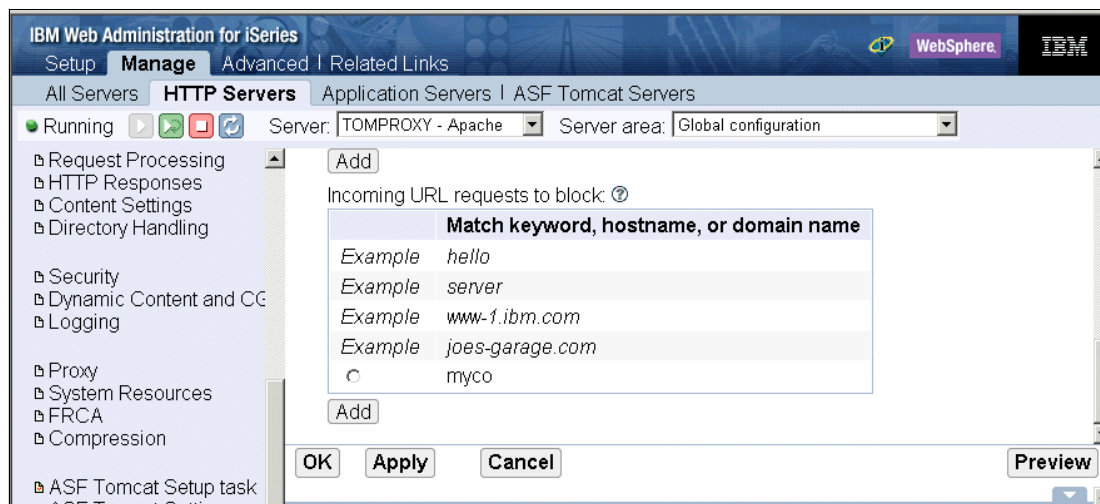 IBM Web Administration for iSeries
Setup Manage Advanced | Related Links
WebSphere. IBM
All Servers HTTP Servers Application Servers | ASF Tomcat Servers
Running Server: TOMPROXY - Apache Server area: Global configuration
Request Processing
HTTP Responses
Content Settings
Directory Handling
Security
Dynamic Content and CG
Logging
Proxy
System Resources
FRCA
Compression
ASF Tomcat Setup task
Add
Incoming URL requests to block:
Match keyword, hostname, or domain name
Example hello
Example server
Example www-1.ibm.com
Example joes-garage.com
myco
Add
OK Apply Cancel Preview